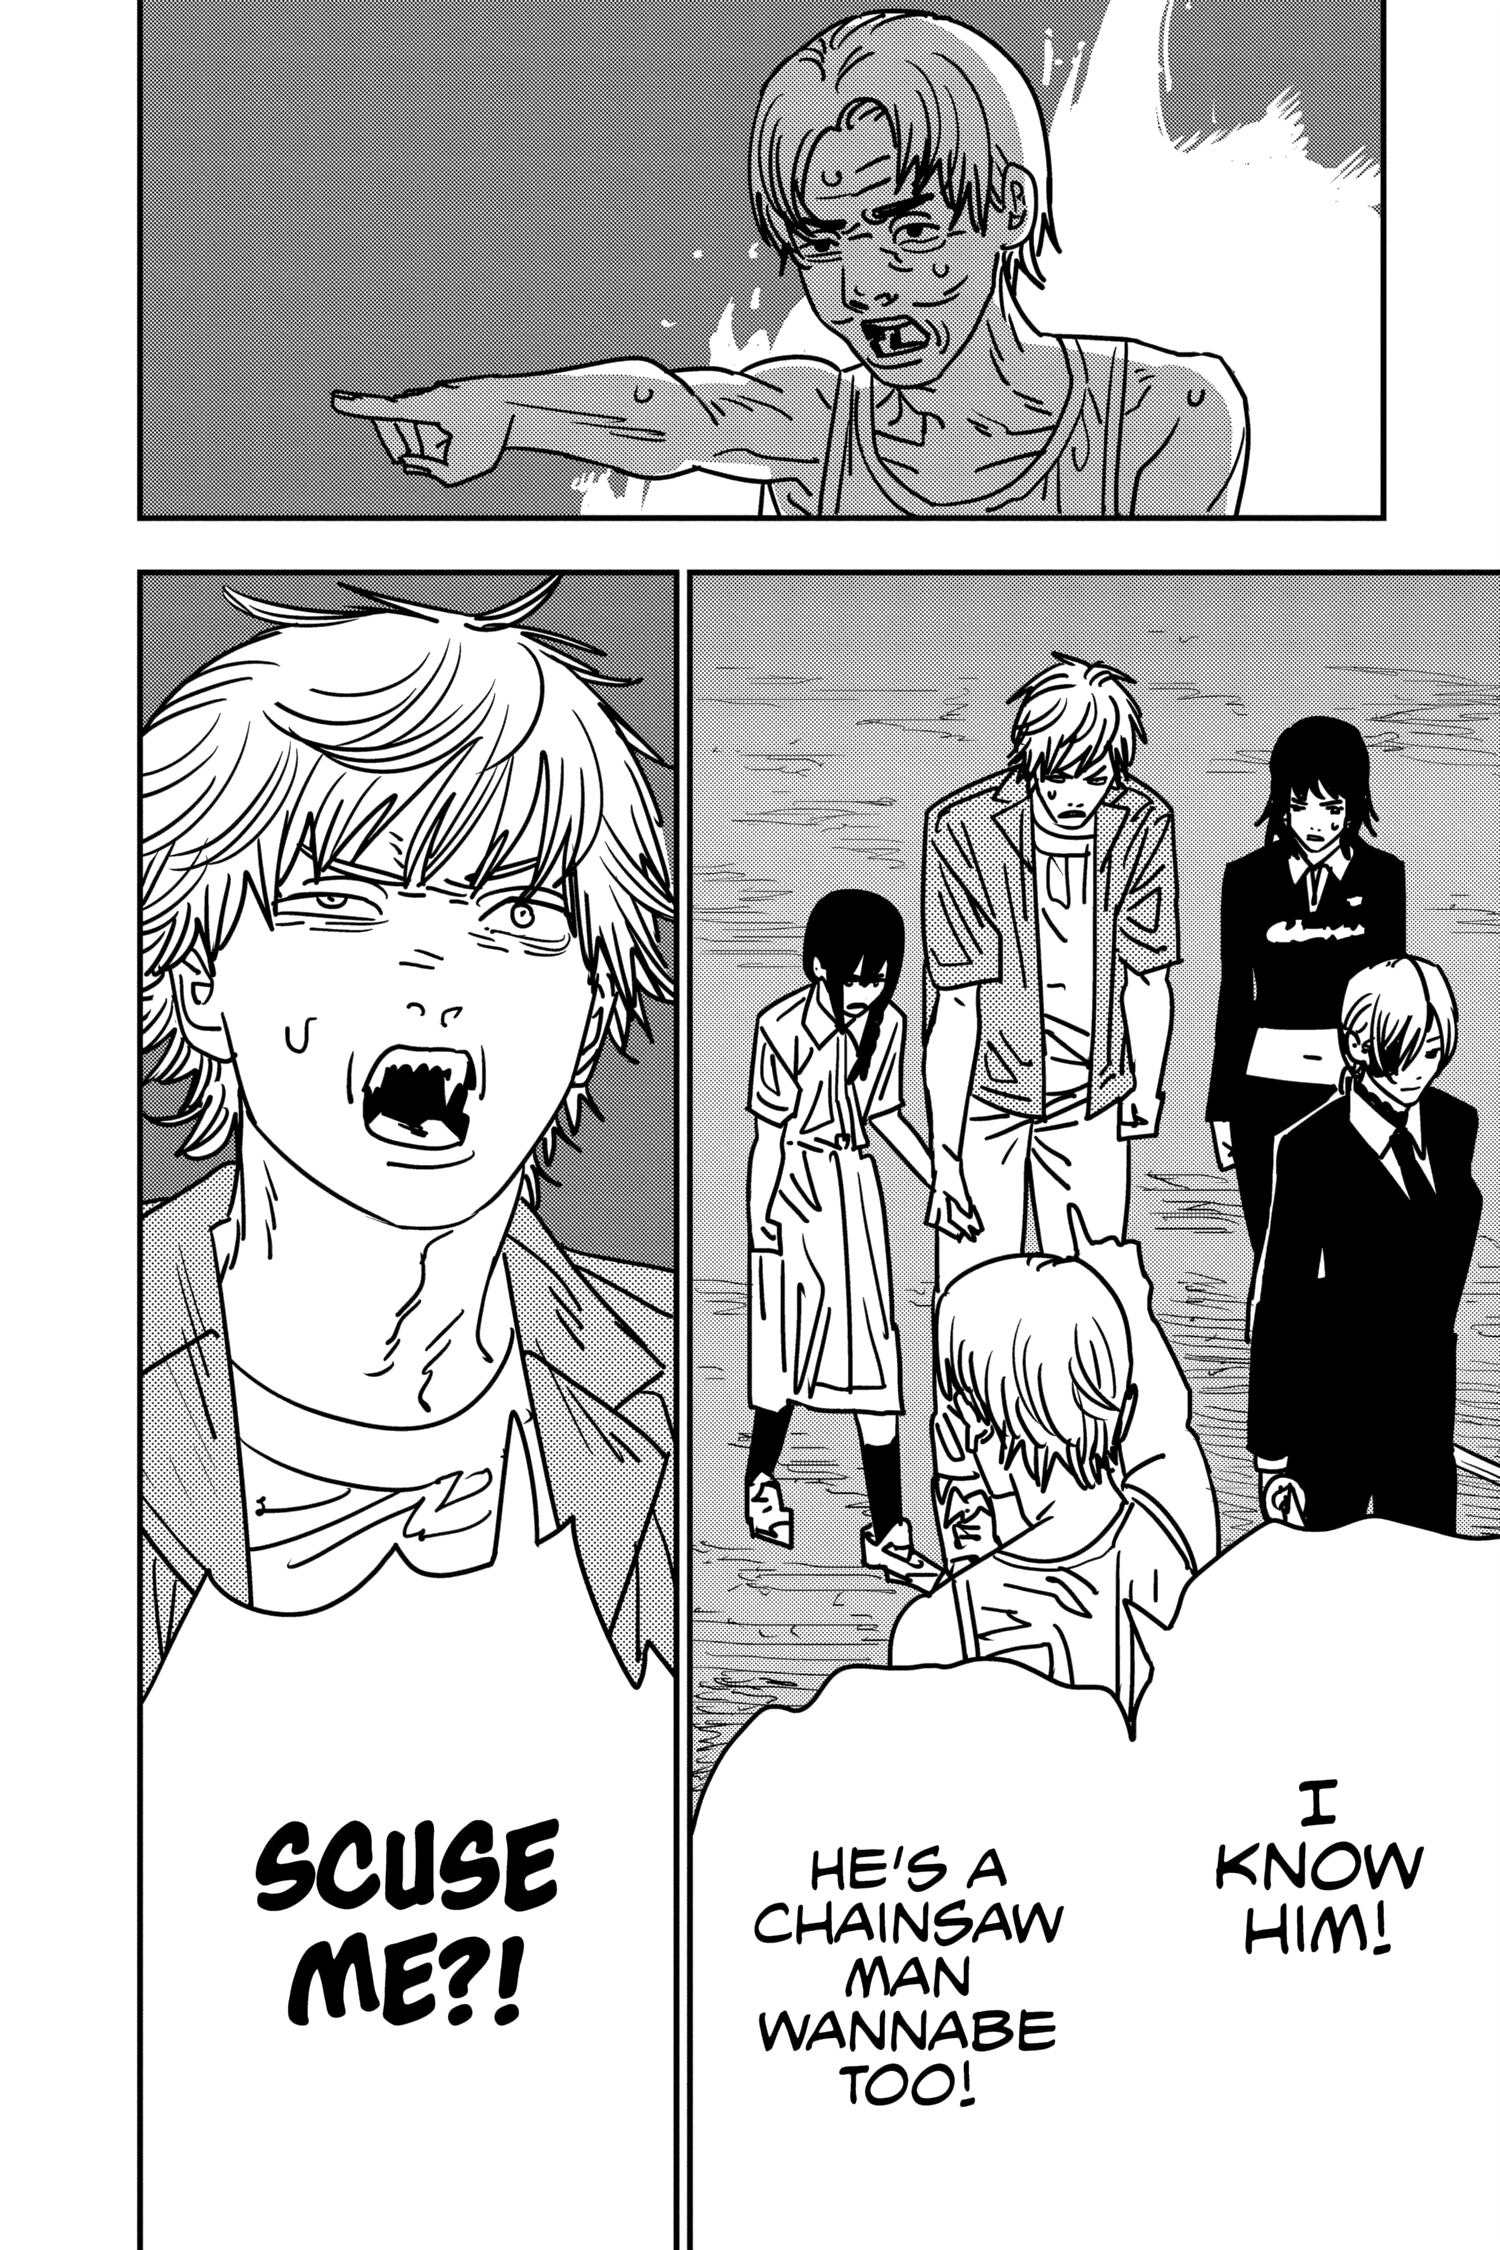 I
KNOW
HIM!
HE'S A
CHAINSAW
MAN
WANNABE
TOO!
SCUSE
ME?!